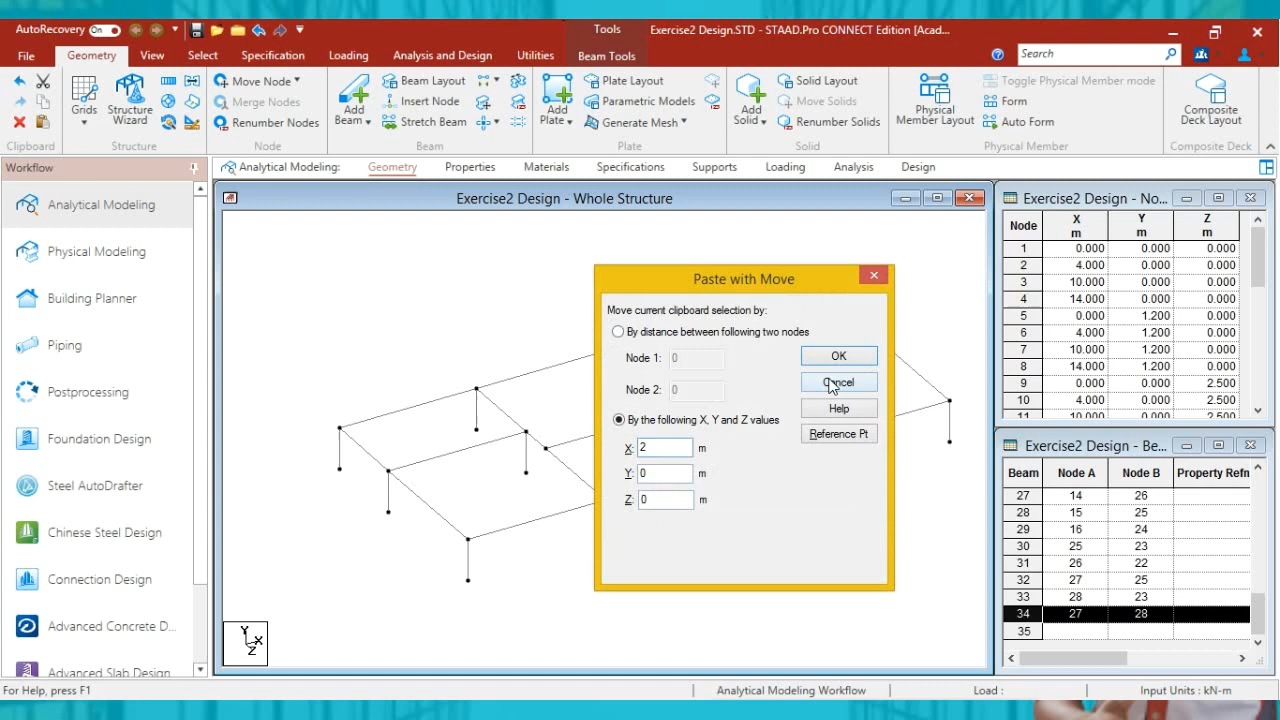 AutoRecovery On Tools Exercise2 Design.STD - STAAD.Pro CONNECT Edition [Acad...
File Geometry View Select Specification Loading Analysis and Design Utilities Beam Tools Search
Grids
Structure Wizard
Structure
Clipboard
Move Node
Merge Nodes
Renumber Nodes
Node
Add Beam
Beam Layout
Insert Node
Stretch Beam
Beam
Add Plate
Plate Layout
Parametric Models
Generate Mesh
Plate
Add Solid
Solid Layout
Move Solids
Renumber Solids
Solid
Physical Member Layout
Toggle Physical Member mode
Form
Auto Form
Physical Member
Composite Deck Layout
Composite Deck
Workflow
Analytical Modeling: Geometry Properties Materials Specifications Supports Loading Analysis Design
Analytical Modeling
Physical Modeling
Building Planner
Piping
Postprocessing
Foundation Design
Steel AutoDrafter
Chinese Steel Design
Connection Design
Advanced Concrete D...
Advanced Slab Design
Exercise2 Design - Whole Structure
Y
X
Z
Paste with Move
Move current clipboard selection by:
By distance between following two nodes
Node 1: 0
Node 2: 0
By the following X, Y and Z values
X: 2 m
Y: 0 m
Z: 0 m
OK
Cancel
Help
Reference Pt
Exercise2 Design - No...
Node X m Y m Z m
1 0.000 0.000 0.000
2 4.000 0.000 0.000
3 10.000 0.000 0.000
4 14.000 0.000 0.000
5 0.000 1.200 0.000
6 4.000 1.200 0.000
7 10.000 1.200 0.000
8 14.000 1.200 0.000
9 0.000 0.000 2.500
10 4.000 0.000 2.500
11 10.000 0.000 2.500
Exercise2 Design - Be...
Beam Node A Node B Property Refn
27 14 26
28 15 25
29 16 24
30 25 23
31 26 22
32 27 25
33 28 23
34 27 28
35
For Help, press F1 Analytical Modeling Workflow Load : Input Units : kN-m